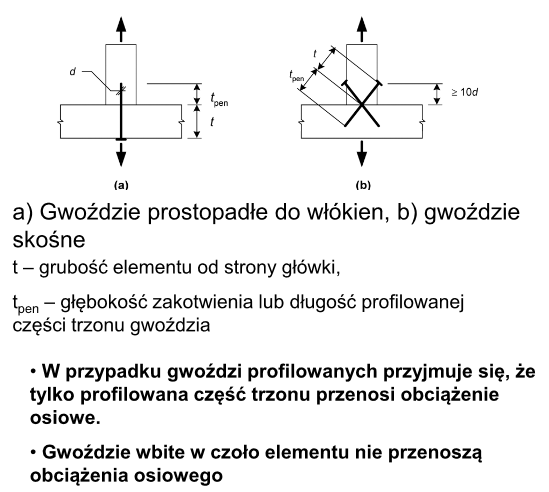 d
t pen
t
(a)
t
t pen
≥ 10d
(b)
a) Gwoździe prostopadłe do włókien, b) gwoździe
skośne
t – grubość elementu od strony główki,
tpen – głębokość zakotwienia lub długość profilowanej
części trzonu gwoździa
• W przypadku gwoździ profilowanych przyjmuje się, że
tylko profilowana część trzonu przenosi obciążenie
osiowe.
• Gwoździe wbite w czoło elementu nie przenoszą
obciążenia osiowego